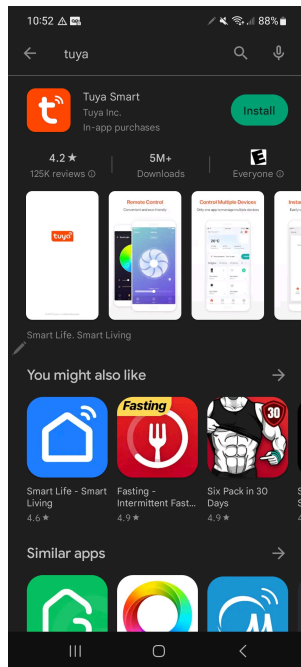 10:52
88%
tuya
Tuya Smart
Tuya Inc.
In-app purchases
Install
4.2 ★
125K reviews
5M+
Downloads
E
Everyone
tuya
Remote Control
Control Multiple Devices
Smart Life. Smart Living
You might also like
Fasting
30
Smart Life - Smart
Living
4.6 ★
Fasting -
Intermittent Fast...
4.9 ★
Six Pack in 30
Days
4.9 ★
Similar apps